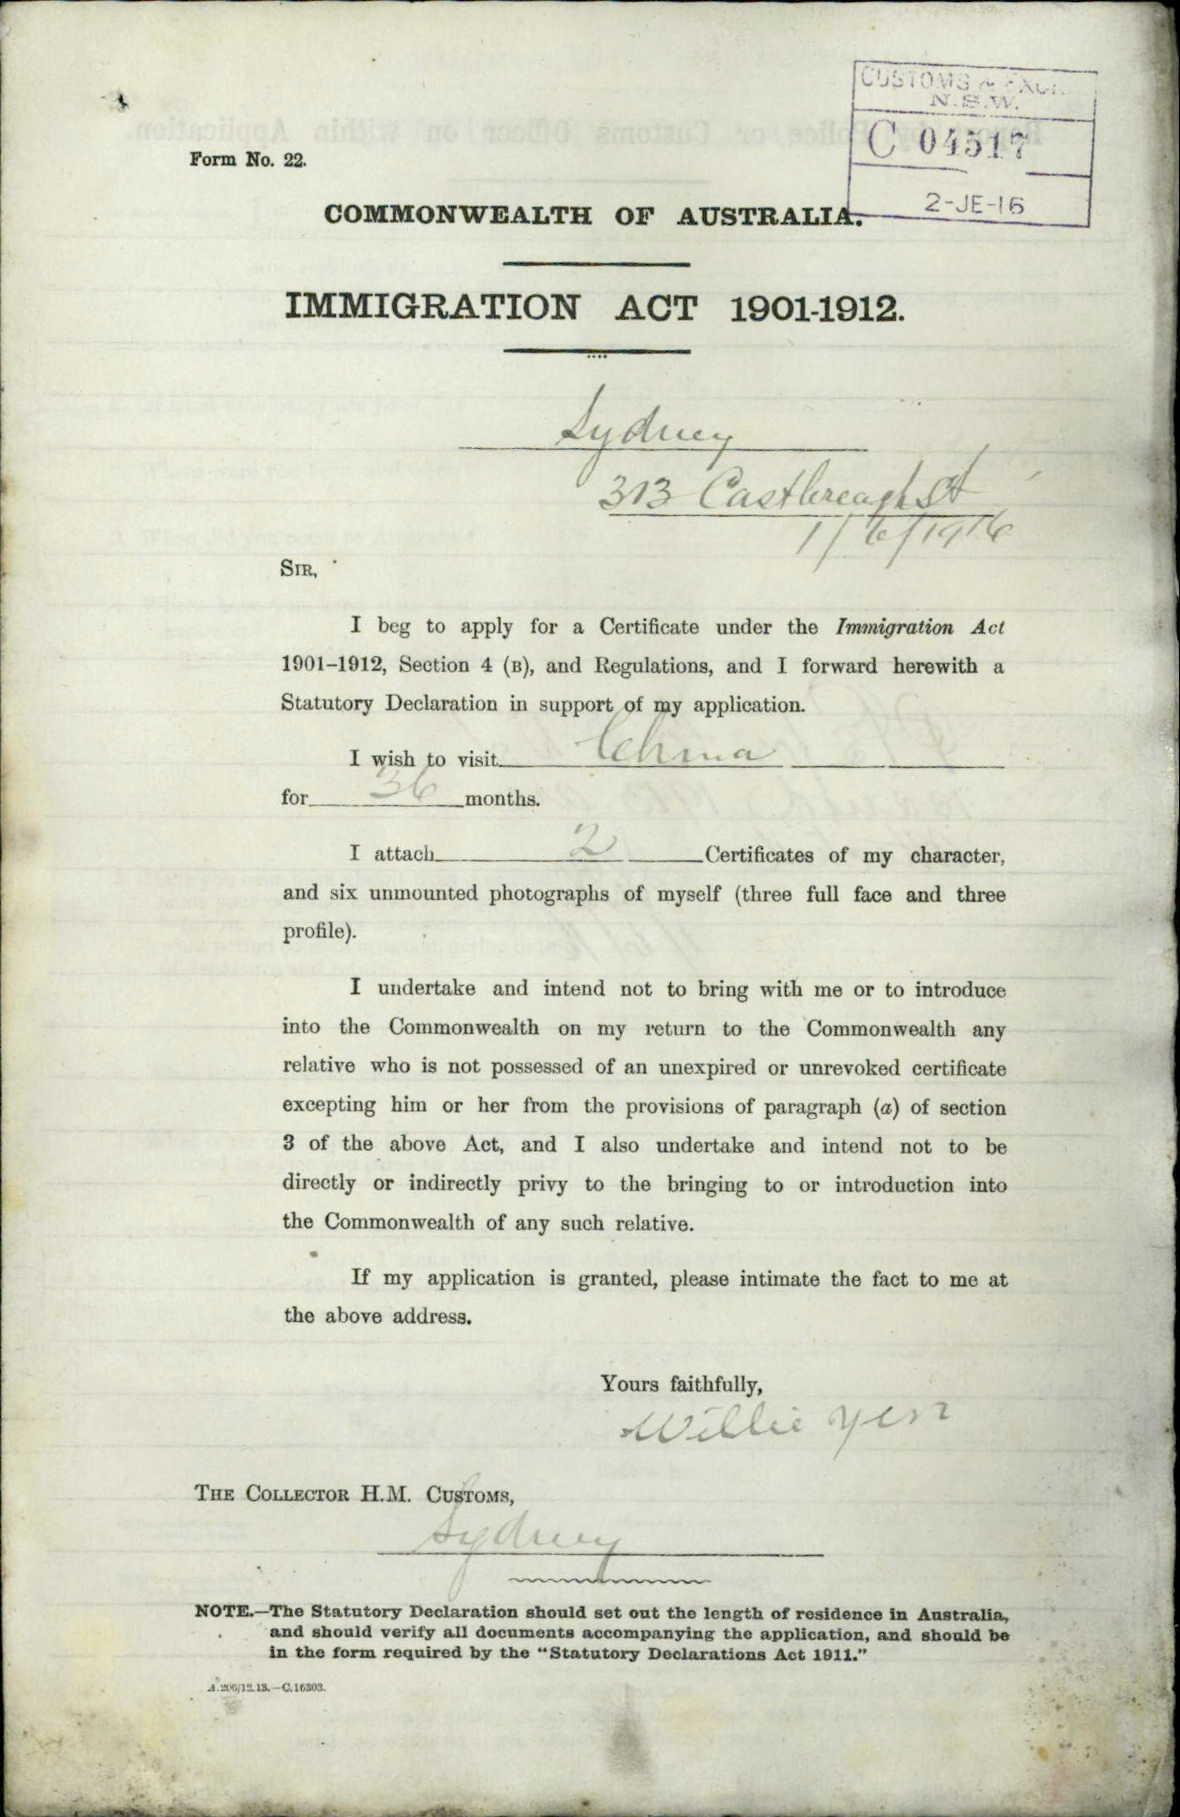 CUSTOMS & EXCI
N.S.W.
C 04517
2-JE-16
Form No. 22.
COMMONWEALTH OF AUSTRALIA.
IMMIGRATION ACT 1901-1912.
Sydney
313 Castlereagh St
1/6/1916
SIR,
I beg to apply for a Certificate under the Immigration Act
1901–1912, Section 4 (B), and Regulations, and I forward herewith a
Statutory Declaration in support of my application.
I wish to visit China
for 36 months.
I attach 2 Certificates of my character,
and six unmounted photographs of myself (three full face and three
profile).
I undertake and intend not to bring with me or to introduce
into the Commonwealth on my return to the Commonwealth any
relative who is not possessed of an unexpired or unrevoked certificate
excepting him or her from the provisions of paragraph (a) of section
3 of the above Act, and I also undertake and intend not to be
directly or indirectly privy to the bringing to or introduction into
the Commonwealth of any such relative.
If my application is granted, please intimate the fact to me at
the above address.
Yours faithfully,
Willie Yen
THE COLLECTOR H.M. CUSTOMS,
Sydney
NOTE.—The Statutory Declaration should set out the length of residence in Australia,
and should verify all documents accompanying the application, and should be
in the form required by the "Statutory Declarations Act 1911."
A.206/12.13.—C.16303.